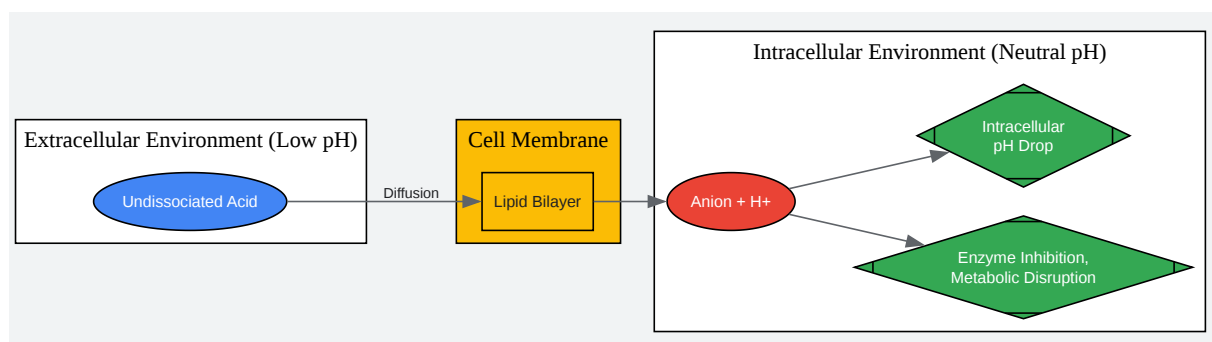 Extracellular Environment (Low pH)
Undissociated Acid
Diffusion
Cell Membrane
Lipid Bilayer
Intracellular Environment (Neutral pH)
Anion + H+
Intracellular
pH Drop
Enzyme Inhibition,
Metabolic Disruption